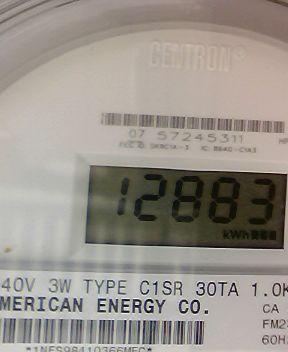 CENTRON®
07 57245311
12883
kWh
40V 3W TYPE C1SR 30TA 1.0K
MERICAN ENERGY CO.
CA
FM2
60H